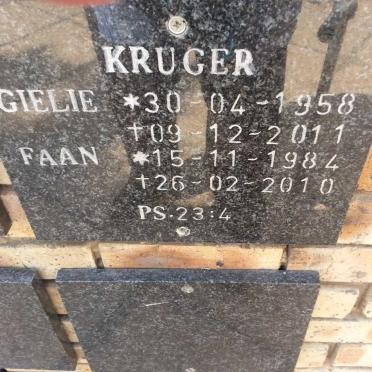 KRUGER
GIELIE *30-04-1958
†09-12-2011
FAAN *15-11-1984
†26-02-2010
PS.23:4